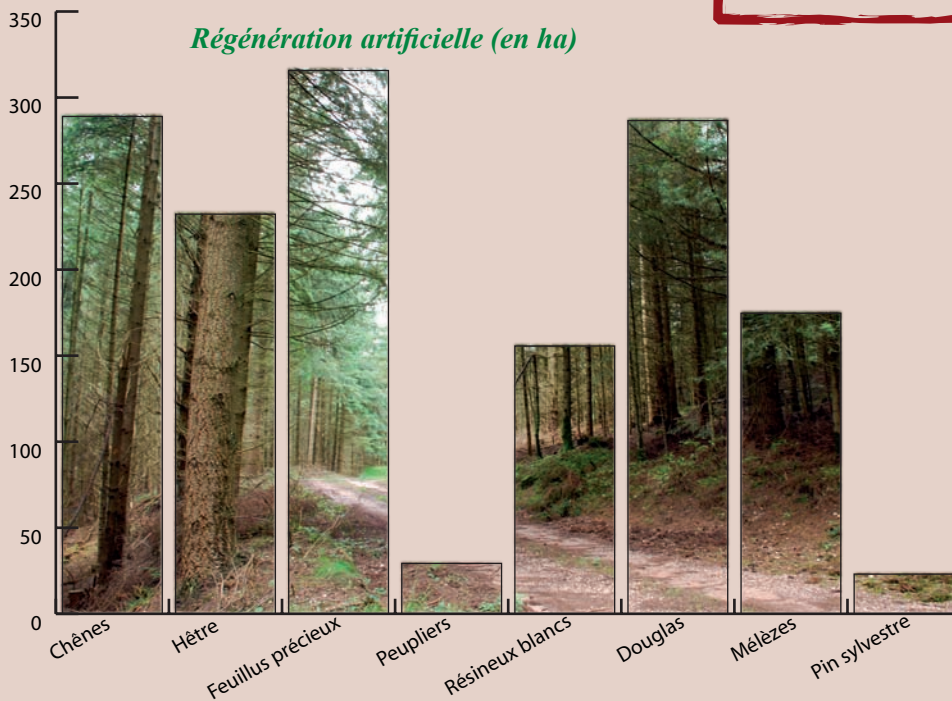 Régénération artificielle (en ha)
350
300
250
200
150
100
50
0
Chênes
Hêtre
Feuillus précieux
Peupliers
Résineux blancs
Douglas
Mélèzes
Pin sylvestre